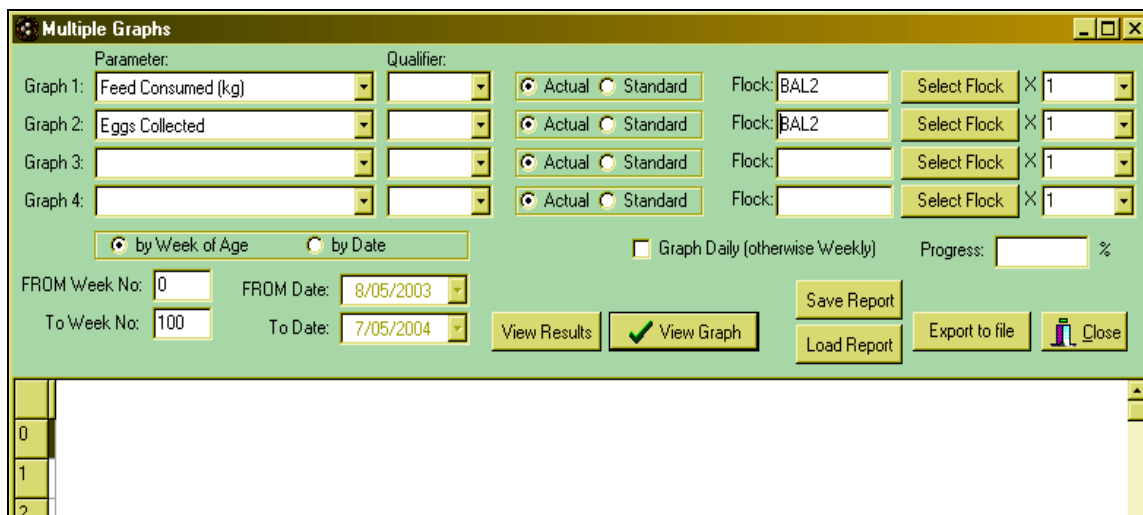 Multiple Graphs
Parameter: Qualifier:
Graph 1: Feed Consumed (kg) Actual Standard Flock: BAL2 Select Flock X 1
Graph 2: Eggs Collected Actual Standard Flock: BAL2 Select Flock X 1
Graph 3: Actual Standard Flock: Select Flock X 1
Graph 4: Actual Standard Flock: Select Flock X 1
by Week of Age by Date Graph Daily (otherwise Weekly) Progress: %
FROM Week No: 0 FROM Date: 8/05/2003 Save Report
To Week No: 100 To Date: 7/05/2004 View Results View Graph Load Report Export to file Close
0
1
2